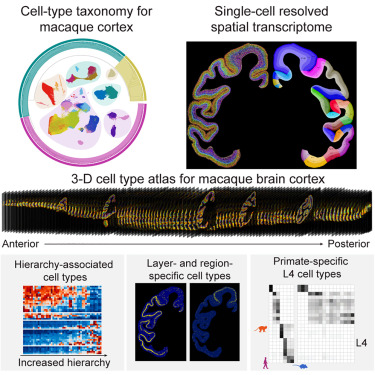 Cell-type taxonomy for
macaque cortex
Single-cell resolved
spatial transcriptome
3-D cell type atlas for macaque brain cortex
Anterior
Posterior
Hierarchy-associated
cell types
Increased hierarchy
Layer- and region-
specific cell types
Primate-specific
L4 cell types
L4